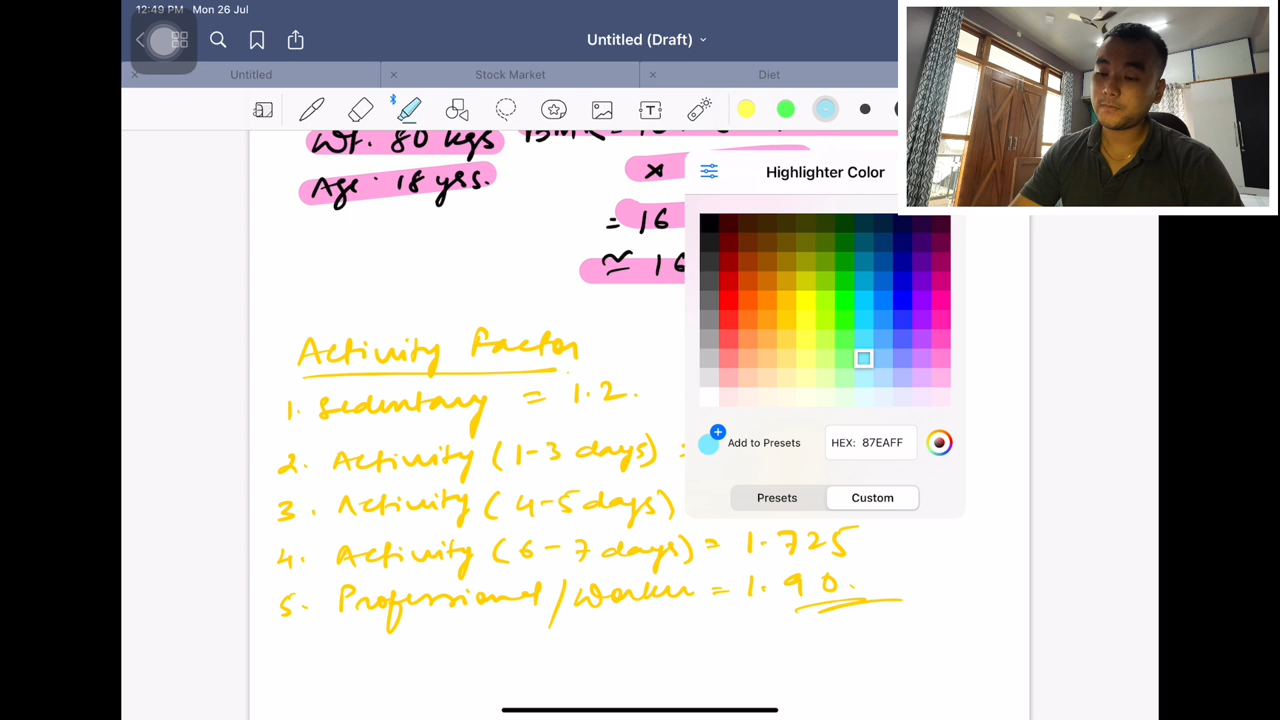 12:49 PM Mon 26 Jul
Untitled (Draft)
Untitled
Stock Market
Diet
Wt. 80 kgs
Age. 18 yrs.
*
= 16
≅ 16
Highlighter Color
Add to Presets
HEX: 87EAFF
Presets
Custom
Activity Factor
1. Sedentary = 1.2.
2. Activity (1-3 days) =
3. Activity (4-5 days)
4. Activity (6-7 days) = 1.725
5. Professional/Worker = 1.90.